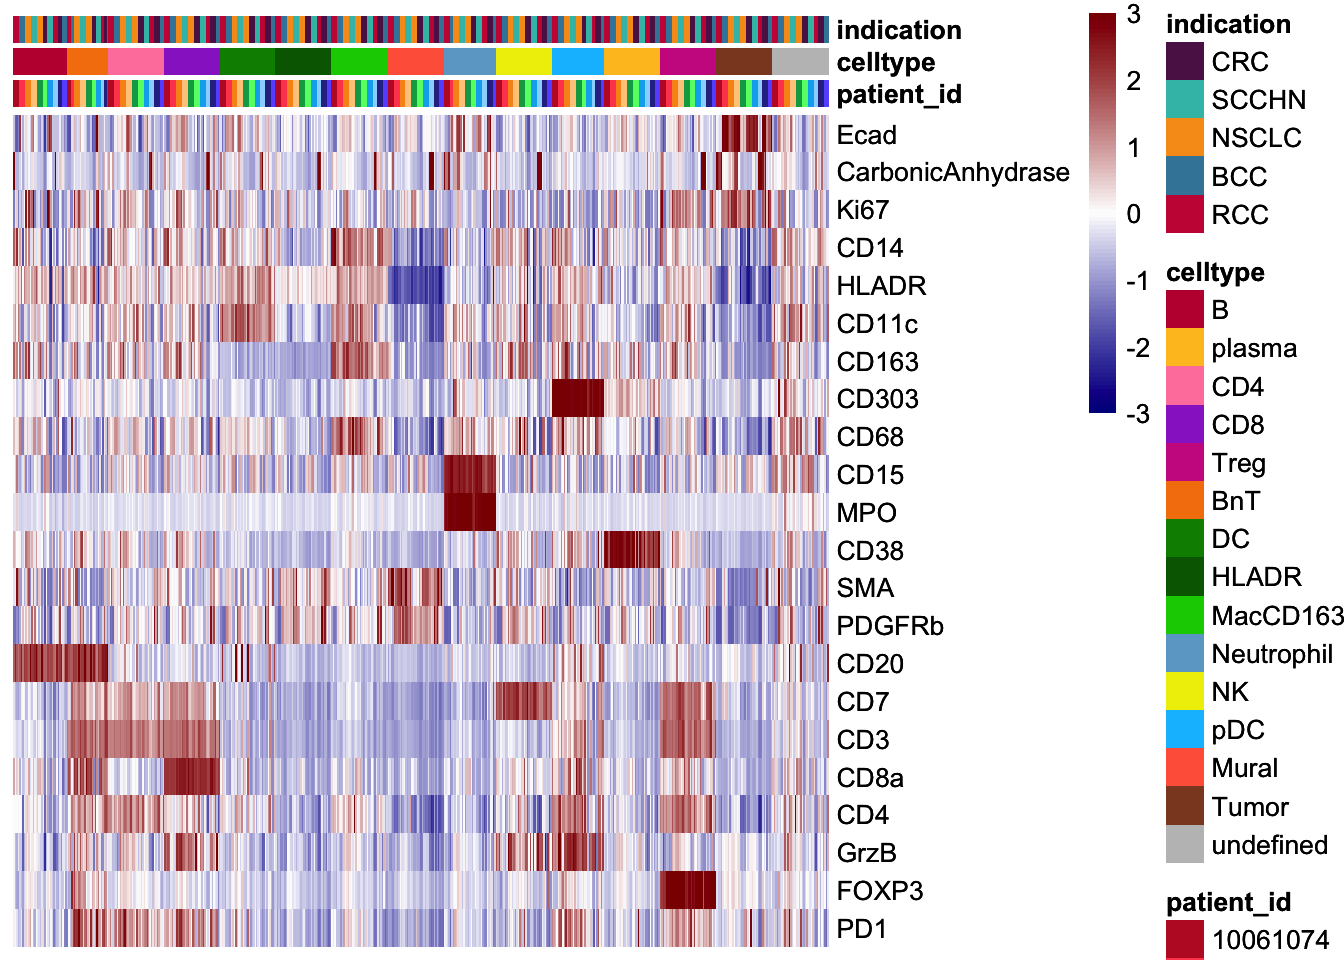 indication
celltype
patient_id
Ecad
CarbonicAnhydrase
Ki67
CD14
HLADR
CD11c
CD163
CD303
CD68
CD15
MPO
CD38
SMA
PDGFRb
CD20
CD7
CD3
CD8a
CD4
GrzB
FOXP3
PD1
3
2
1
0
-1
-2
-3
indication
CRC
SCCHN
NSCLC
BCC
RCC
celltype
B
plasma
CD4
CD8
Treg
BnT
DC
HLADR
MacCD163
Neutrophil
NK
pDC
Mural
Tumor
undefined
patient_id
10061074